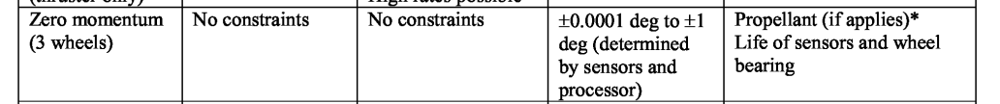 (thruster only)
High rates possible
Zero momentum
(3 wheels)
No constraints
No constraints
±0.0001 deg to ±1
deg (determined
by sensors and
processor)
Propellant (if applies)*
Life of sensors and wheel
bearing